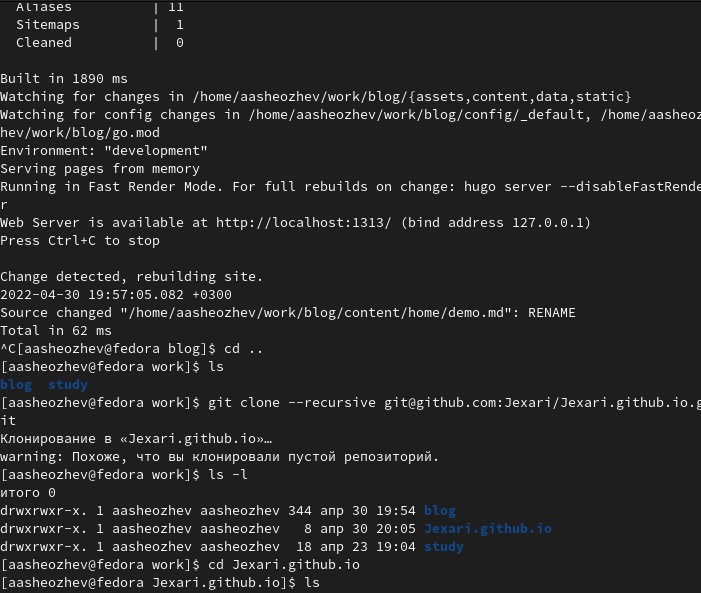 Aliases          | 11
  Sitemaps         |  1
  Cleaned          |  0

Built in 1890 ms
Watching for changes in /home/aasheozhev/work/blog/{assets,content,data,static}
Watching for config changes in /home/aasheozhev/work/blog/config/_default, /home/aasheoz
hev/work/blog/go.mod
Environment: "development"
Serving pages from memory
Running in Fast Render Mode. For full rebuilds on change: hugo server --disableFastRende
r
Web Server is available at http://localhost:1313/ (bind address 127.0.0.1)
Press Ctrl+C to stop

Change detected, rebuilding site.
2022-04-30 19:57:05.082 +0300
Source changed "/home/aasheozhev/work/blog/content/home/demo.md": RENAME
Total in 62 ms
^C[aasheozhev@fedora blog]$ cd ..
[aasheozhev@fedora work]$ ls
blog  study
[aasheozhev@fedora work]$ git clone --recursive git@github.com:Jexari/Jexari.github.io.g
it
Клонирование в «Jexari.github.io»…
warning: Похоже, что вы клонировали пустой репозиторий.
[aasheozhev@fedora work]$ ls -l
итого 0
drwxrwxr-x. 1 aasheozhev aasheozhev 344 апр 30 19:54 blog
drwxrwxr-x. 1 aasheozhev aasheozhev   8 апр 30 20:05 Jexari.github.io
drwxrwxr-x. 1 aasheozhev aasheozhev  18 апр 23 19:04 study
[aasheozhev@fedora work]$ cd Jexari.github.io
[aasheozhev@fedora Jexari.github.io]$ ls